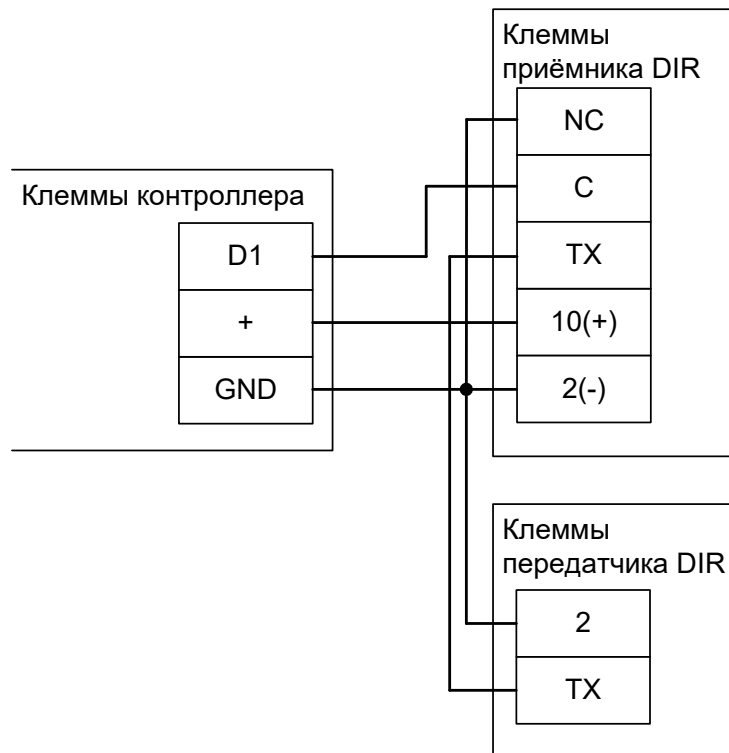 Клеммы
приёмника DIR
NC
C
TX
10(+)
2(-)
Клеммы контроллера
D1
+
GND
Клеммы
передатчика DIR
2
TX